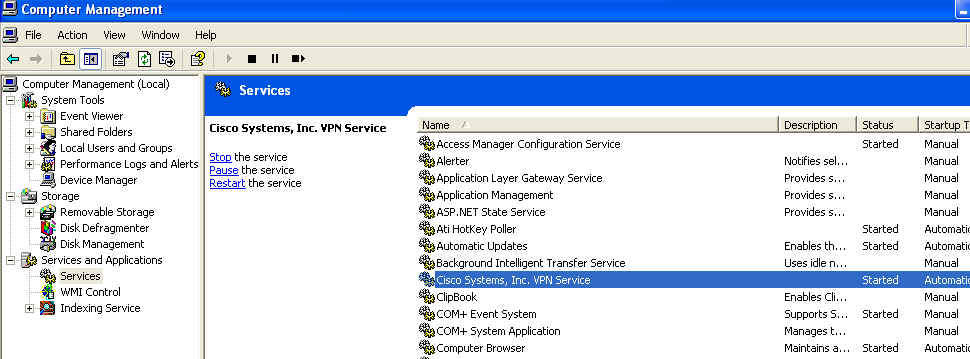 Computer Management
File Action View Window Help
Computer Management (Local)
System Tools
Event Viewer
Shared Folders
Local Users and Groups
Performance Logs and Alerts
Device Manager
Storage
Removable Storage
Disk Defragmenter
Disk Management
Services and Applications
Services
WMI Control
Indexing Service
Services
Cisco Systems, Inc. VPN Service
Stop the service
Pause the service
Restart the service
Name Description Status Startup T
Access Manager Configuration Service Started Manual
Alerter Notifies sel... Manual
Application Layer Gateway Service Provides s... Manual
Application Management Provides s... Manual
ASP.NET State Service Provides s... Manual
Ati HotKey Poller Started Automatic
Automatic Updates Enables th... Started Automatic
Background Intelligent Transfer Service Uses idle n... Manual
Cisco Systems, Inc. VPN Service Started Automatic
ClipBook Enables Cli... Manual
COM+ Event System Supports S... Started Manual
COM+ System Application Manages t... Manual
Computer Browser Maintains a... Started Automatic